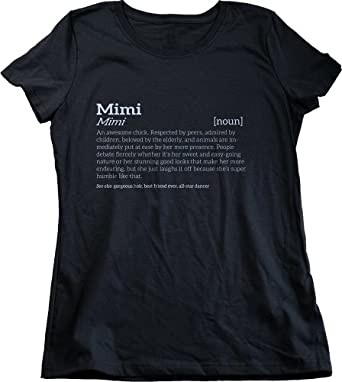 Mimi
Mimi [noun]
An awesome chick. Respected by peers, admired by
children, beloved by the elderly, and animals are im-
mediately put at ease by her mere presence. People
debate fiercely whether it's her sweet and easy-going
nature or her stunning good looks that make her more
endearing, but she just laughs it off because she's super
humble like that.
See also: gorgeous hair, best friend ever, all-star dancer